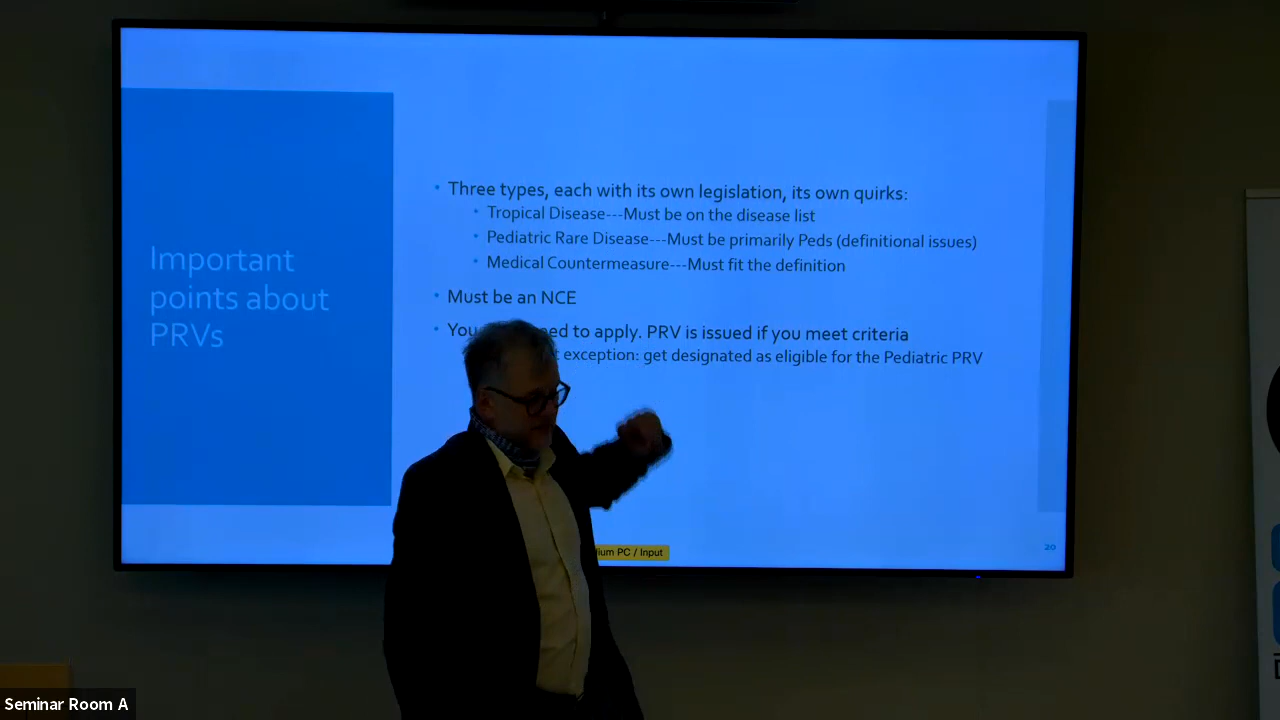 Important
points about
PRVs
Three types, each with its own legislation, its own quirks:
Tropical Disease---Must be on the disease list
Pediatric Rare Disease---Must be primarily Peds (definitional issues)
Medical Countermeasure---Must fit the definition
Must be an NCE
You to apply. PRV is issued if you meet criteria
exception: get designated as eligible for the Pediatric PRV
PC / Input
20
Seminar Room A